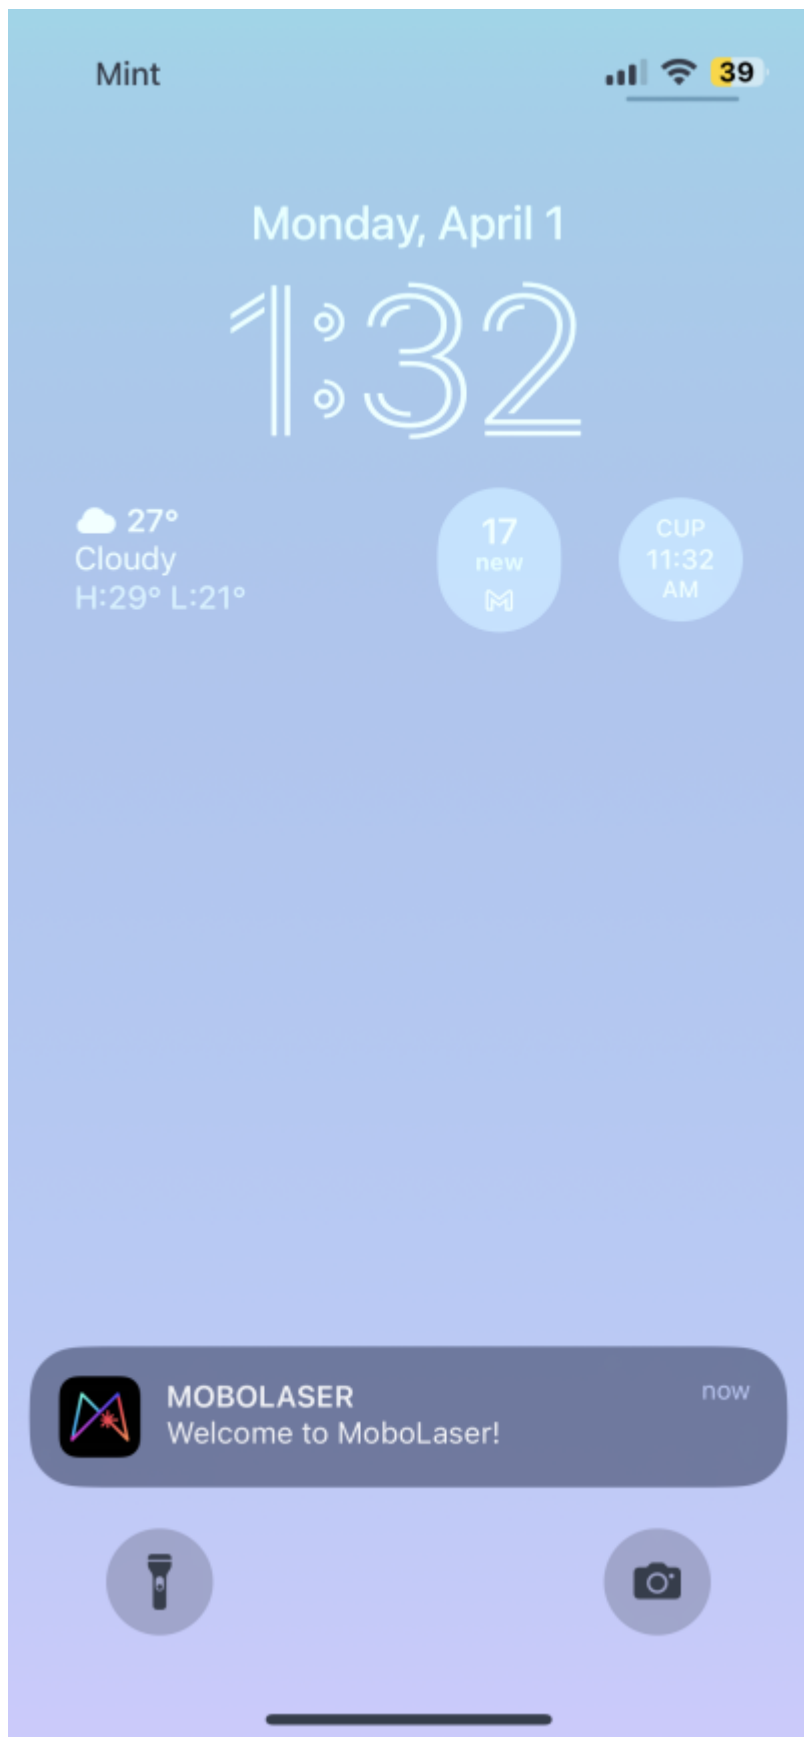 Mint
39
Monday, April 1
1:32
27°
Cloudy
H:29° L:21°
17
new
CUP
11:32
AM
MOBOLASER
now
Welcome to MoboLaser!